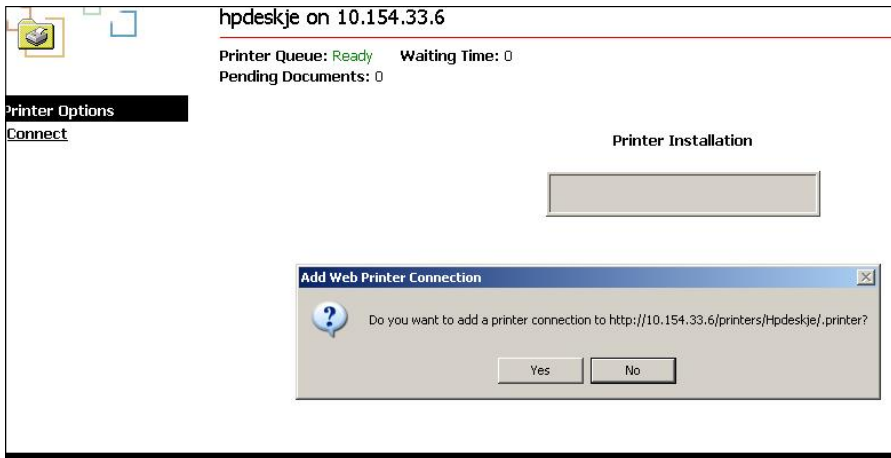 hpdeskje on 10.154.33.6
Printer Queue: Ready Waiting Time: 0
Pending Documents: 0
Printer Options
Connect
Printer Installation
Add Web Printer Connection
Do you want to add a printer connection to http://10.154.33.6/printers/Hpdeskje/.printer?
Yes No